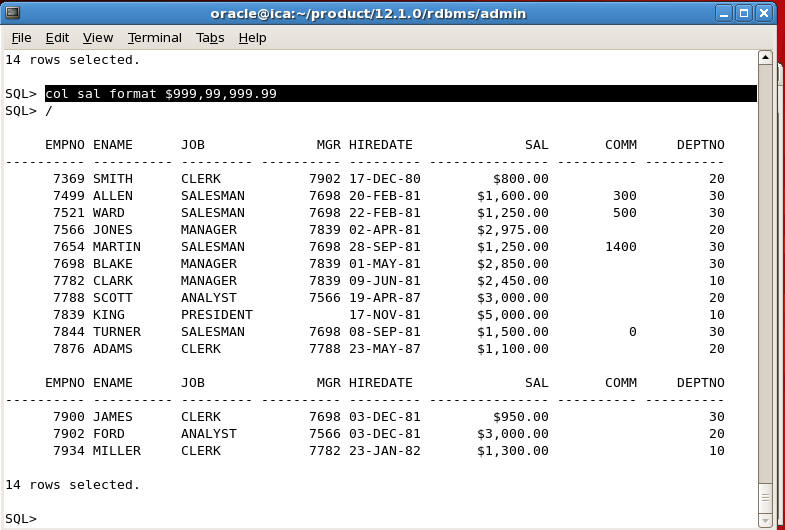 oracle@ica:~/product/12.1.0/rdbms/admin
File Edit View Terminal Tabs Help
14 rows selected.
SQL> col sal format $999,99,999.99
SQL> /
     EMPNO ENAME      JOB              MGR HIREDATE              SAL       COMM     DEPTNO
---------- ---------- --------- ---------- --------- --------------- ---------- ----------
      7369 SMITH      CLERK           7902 17-DEC-80         $800.00                    20
      7499 ALLEN      SALESMAN        7698 20-FEB-81       $1,600.00        300         30
      7521 WARD       SALESMAN        7698 22-FEB-81       $1,250.00        500         30
      7566 JONES      MANAGER         7839 02-APR-81       $2,975.00                    20
      7654 MARTIN     SALESMAN        7698 28-SEP-81       $1,250.00       1400         30
      7698 BLAKE      MANAGER         7839 01-MAY-81       $2,850.00                    30
      7782 CLARK      MANAGER         7839 09-JUN-81       $2,450.00                    10
      7788 SCOTT      ANALYST         7566 19-APR-87       $3,000.00                    20
      7839 KING       PRESIDENT            17-NOV-81       $5,000.00                    10
      7844 TURNER     SALESMAN        7698 08-SEP-81       $1,500.00          0         30
      7876 ADAMS      CLERK           7788 23-MAY-87       $1,100.00                    20
     EMPNO ENAME      JOB              MGR HIREDATE              SAL       COMM     DEPTNO
---------- ---------- --------- ---------- --------- --------------- ---------- ----------
      7900 JAMES      CLERK           7698 03-DEC-81         $950.00                    30
      7902 FORD       ANALYST         7566 03-DEC-81       $3,000.00                    20
      7934 MILLER     CLERK           7782 23-JAN-82       $1,300.00                    10
14 rows selected.
SQL>